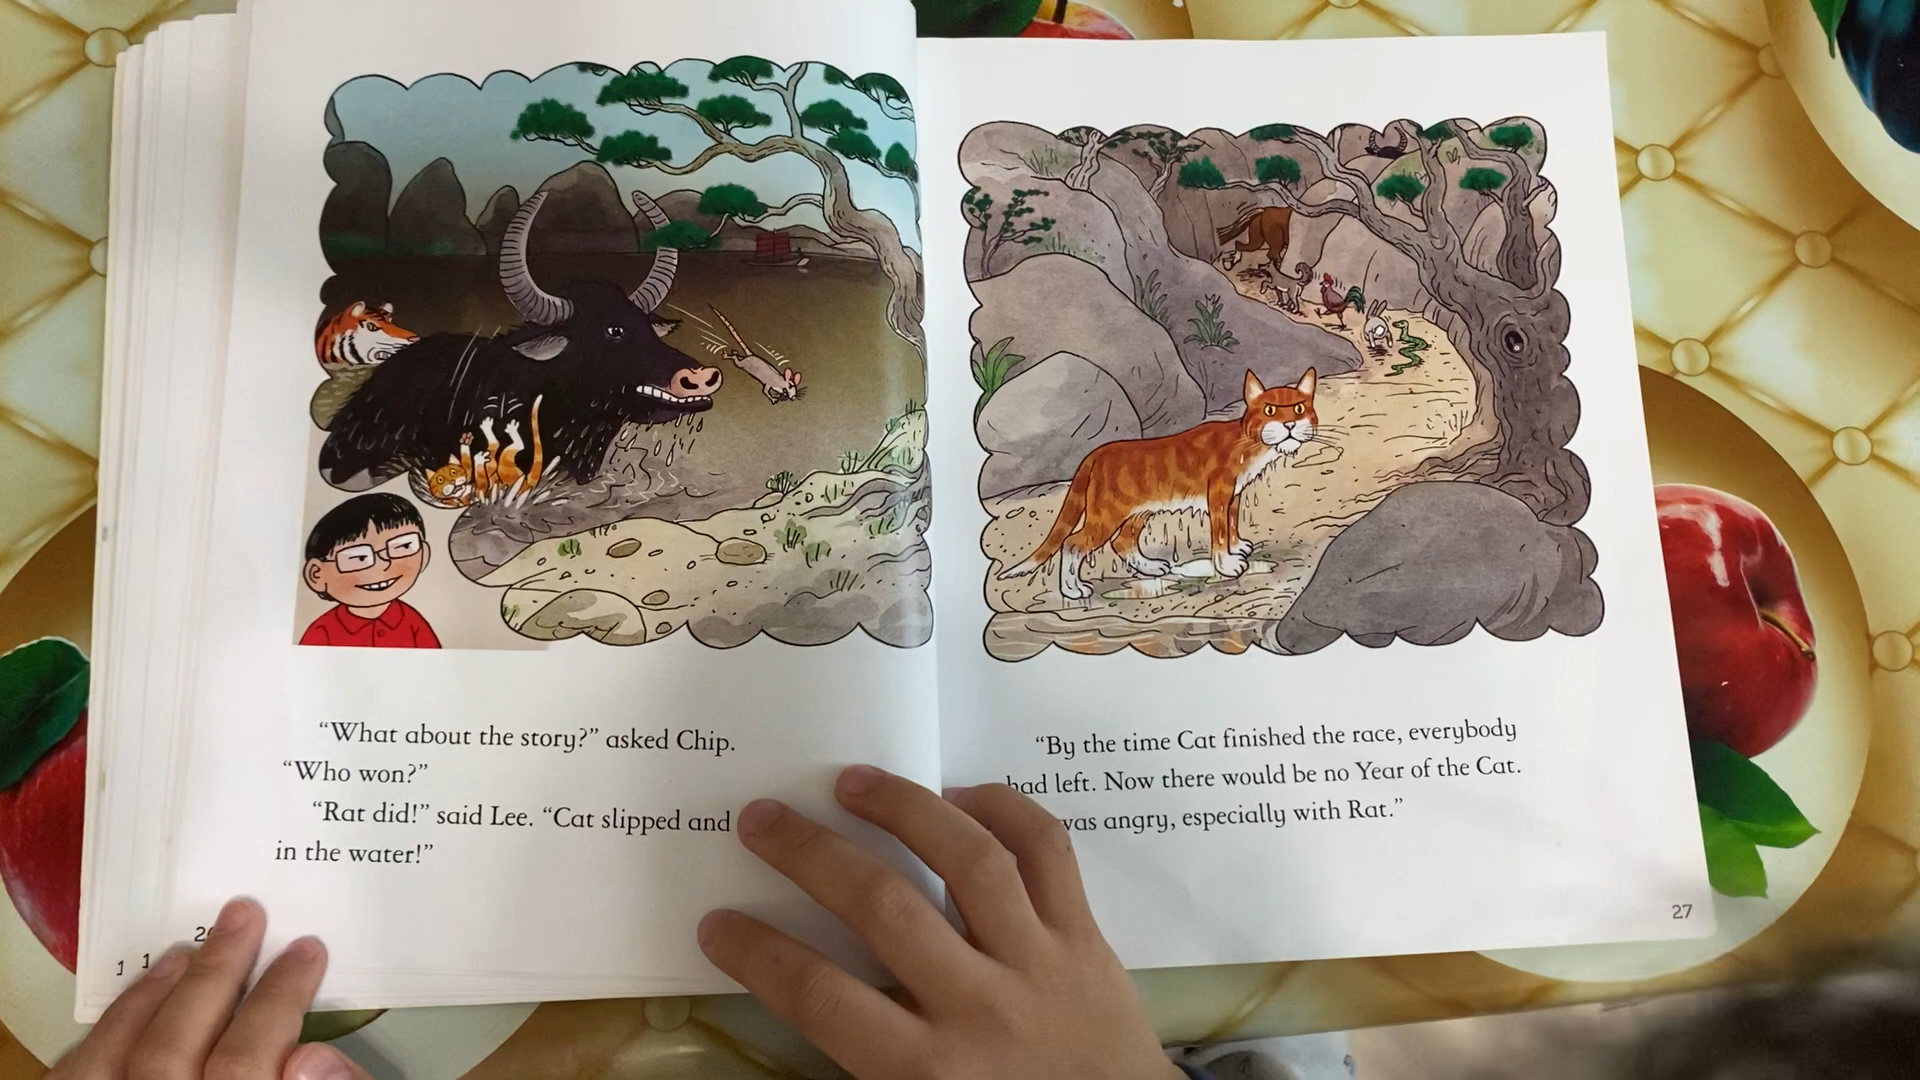 “What about the story?” asked Chip.
“Who won?”
“Rat did!” said Lee. “Cat slipped and
in the water!”
“By the time Cat finished the race, everybody
had left. Now there would be no Year of the Cat.
was angry, especially with Rat.”
27
1 1